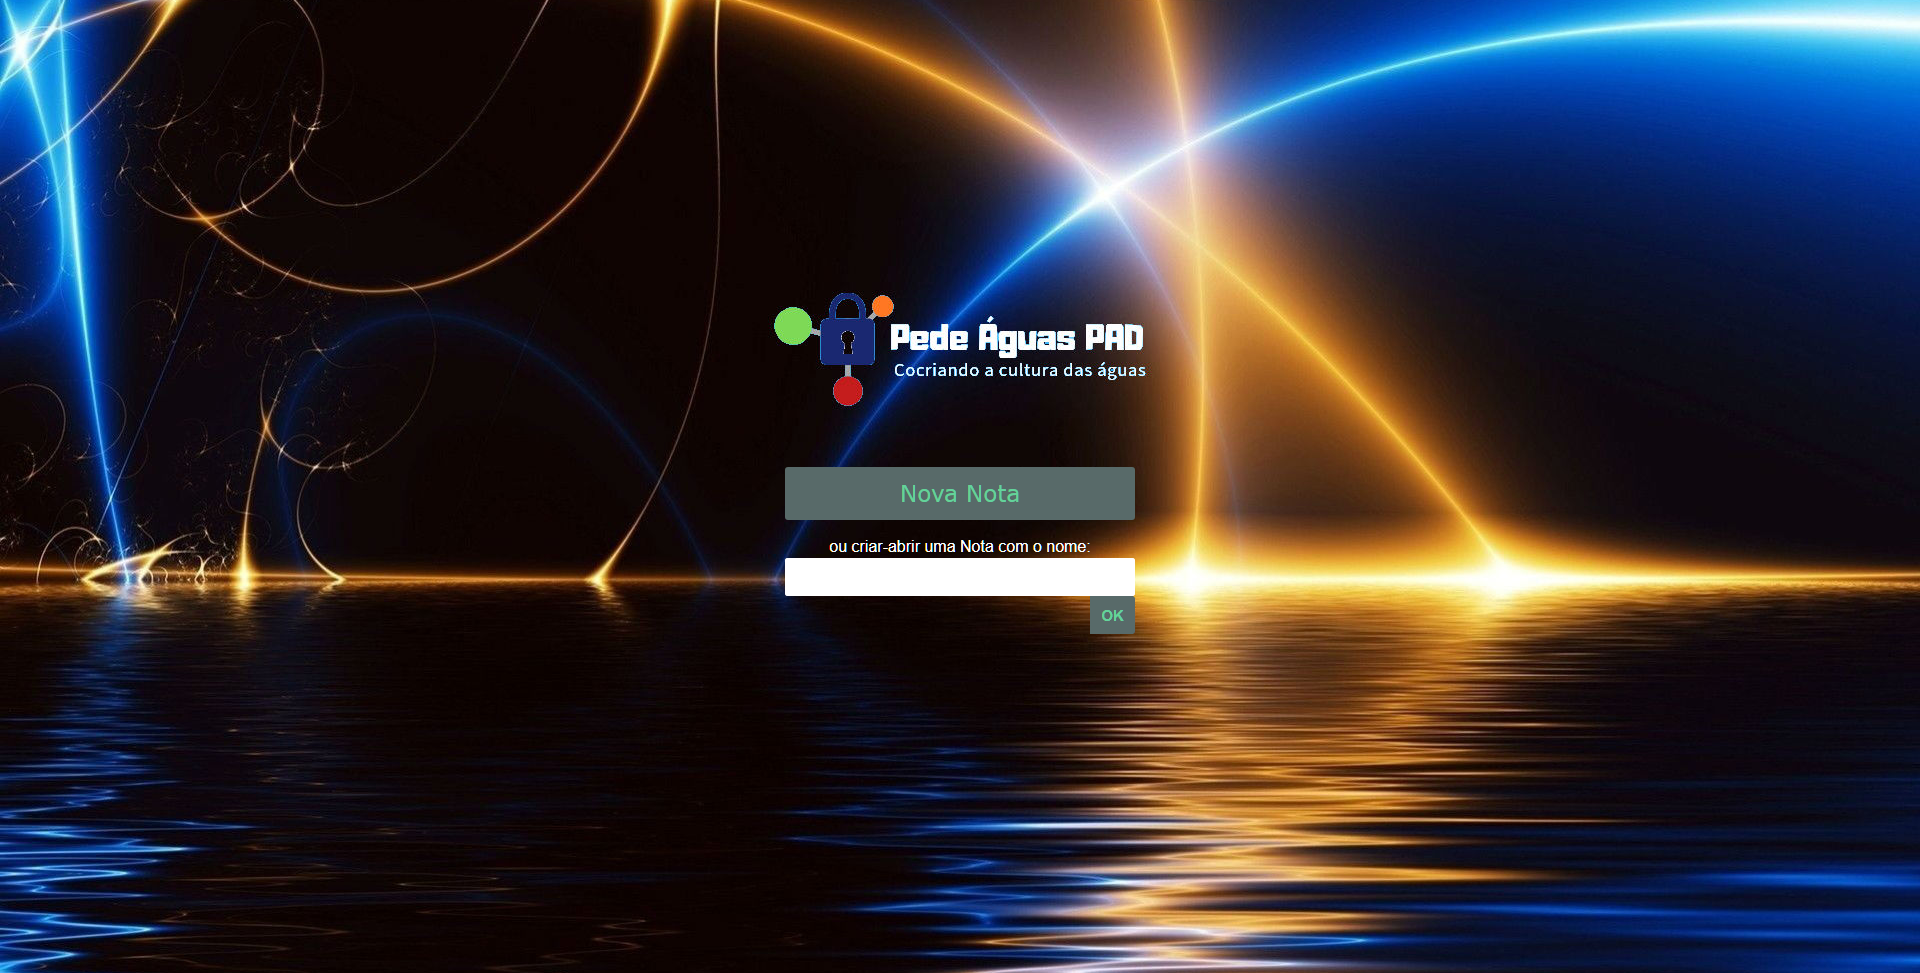 Pede Águas PAD
Cocriando a cultura das águas
Nova Nota
ou criar-abrir uma Nota com o nome:
OK